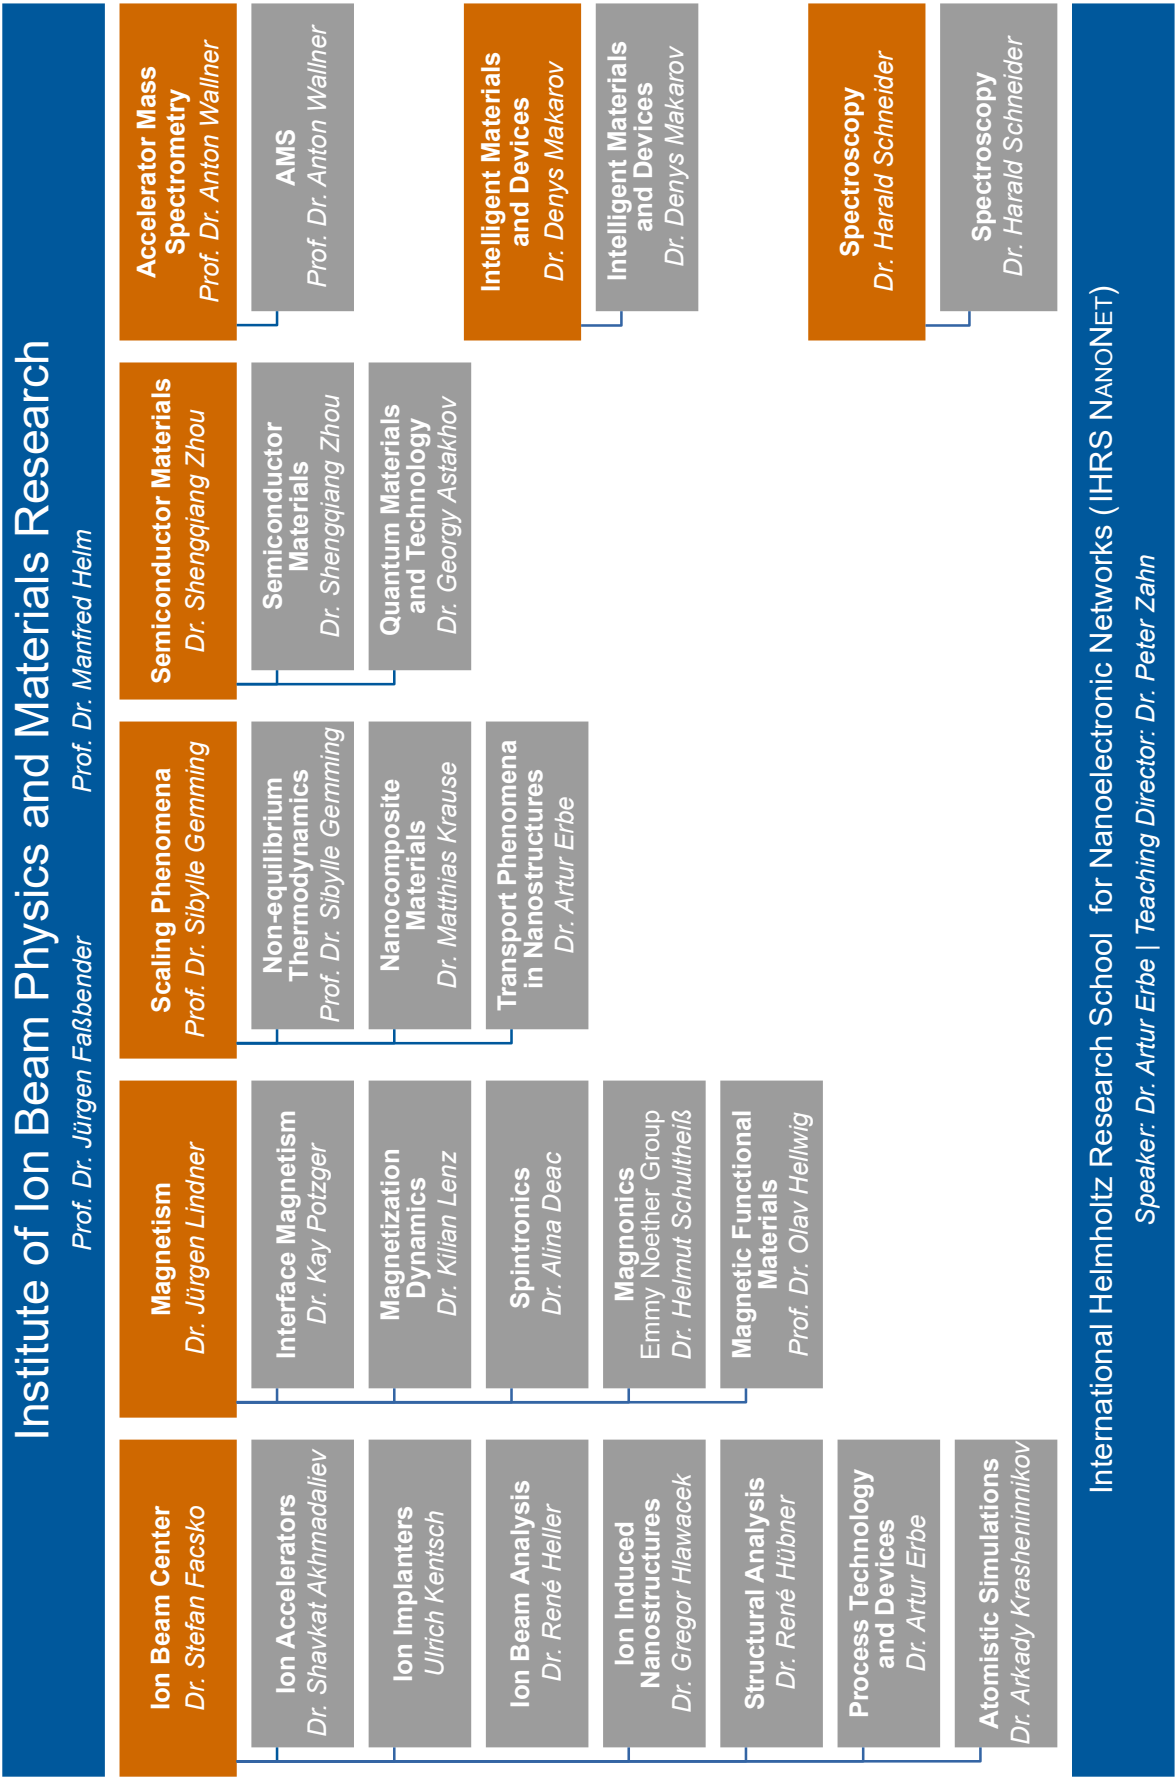 Institute of Ion Beam Physics and Materials Research
Prof. Dr. Jürgen Faßbender
Prof. Dr. Manfred Helm
Ion Beam Center
Dr. Stefan Facsko
Ion Accelerators
Dr. Shavkat Akhmadaliev
Ion Implanters
Ulrich Kentsch
Ion Beam Analysis
Dr. René Heller
Ion Induced
Nanostructures
Dr. Gregor Hlawacek
Structural Analysis
Dr. René Hübner
Process Technology
and Devices
Dr. Artur Erbe
Atomistic Simulations
Dr. Arkady Krasheninnikov
Magnetism
Dr. Jürgen Lindner
Interface Magnetism
Dr. Kay Potzger
Magnetization
Dynamics
Dr. Kilian Lenz
Spintronics
Dr. Alina Deac
Magnonics
Emmy Noether Group
Dr. Helmut Schultheiß
Magnetic Functional
Materials
Prof. Dr. Olav Hellwig
Scaling Phenomena
Prof. Dr. Sibylle Gemming
Non-equilibrium
Thermodynamics
Prof. Dr. Sibylle Gemming
Nanocomposite
Materials
Dr. Matthias Krause
Transport Phenomena
in Nanostructures
Dr. Artur Erbe
Semiconductor Materials
Dr. Shengqiang Zhou
Semiconductor
Materials
Dr. Shengqiang Zhou
Quantum Materials
and Technology
Dr. Georgy Astakhov
Accelerator Mass
Spectrometry
Prof. Dr. Anton Wallner
AMS
Prof. Dr. Anton Wallner
Intelligent Materials
and Devices
Dr. Denys Makarov
Intelligent Materials
and Devices
Dr. Denys Makarov
Spectroscopy
Dr. Harald Schneider
Spectroscopy
Dr. Harald Schneider
International Helmholtz Research School for Nanoelectronic Networks (IHRS NANONET)
Speaker: Dr. Artur Erbe | Teaching Director: Dr. Peter Zahn